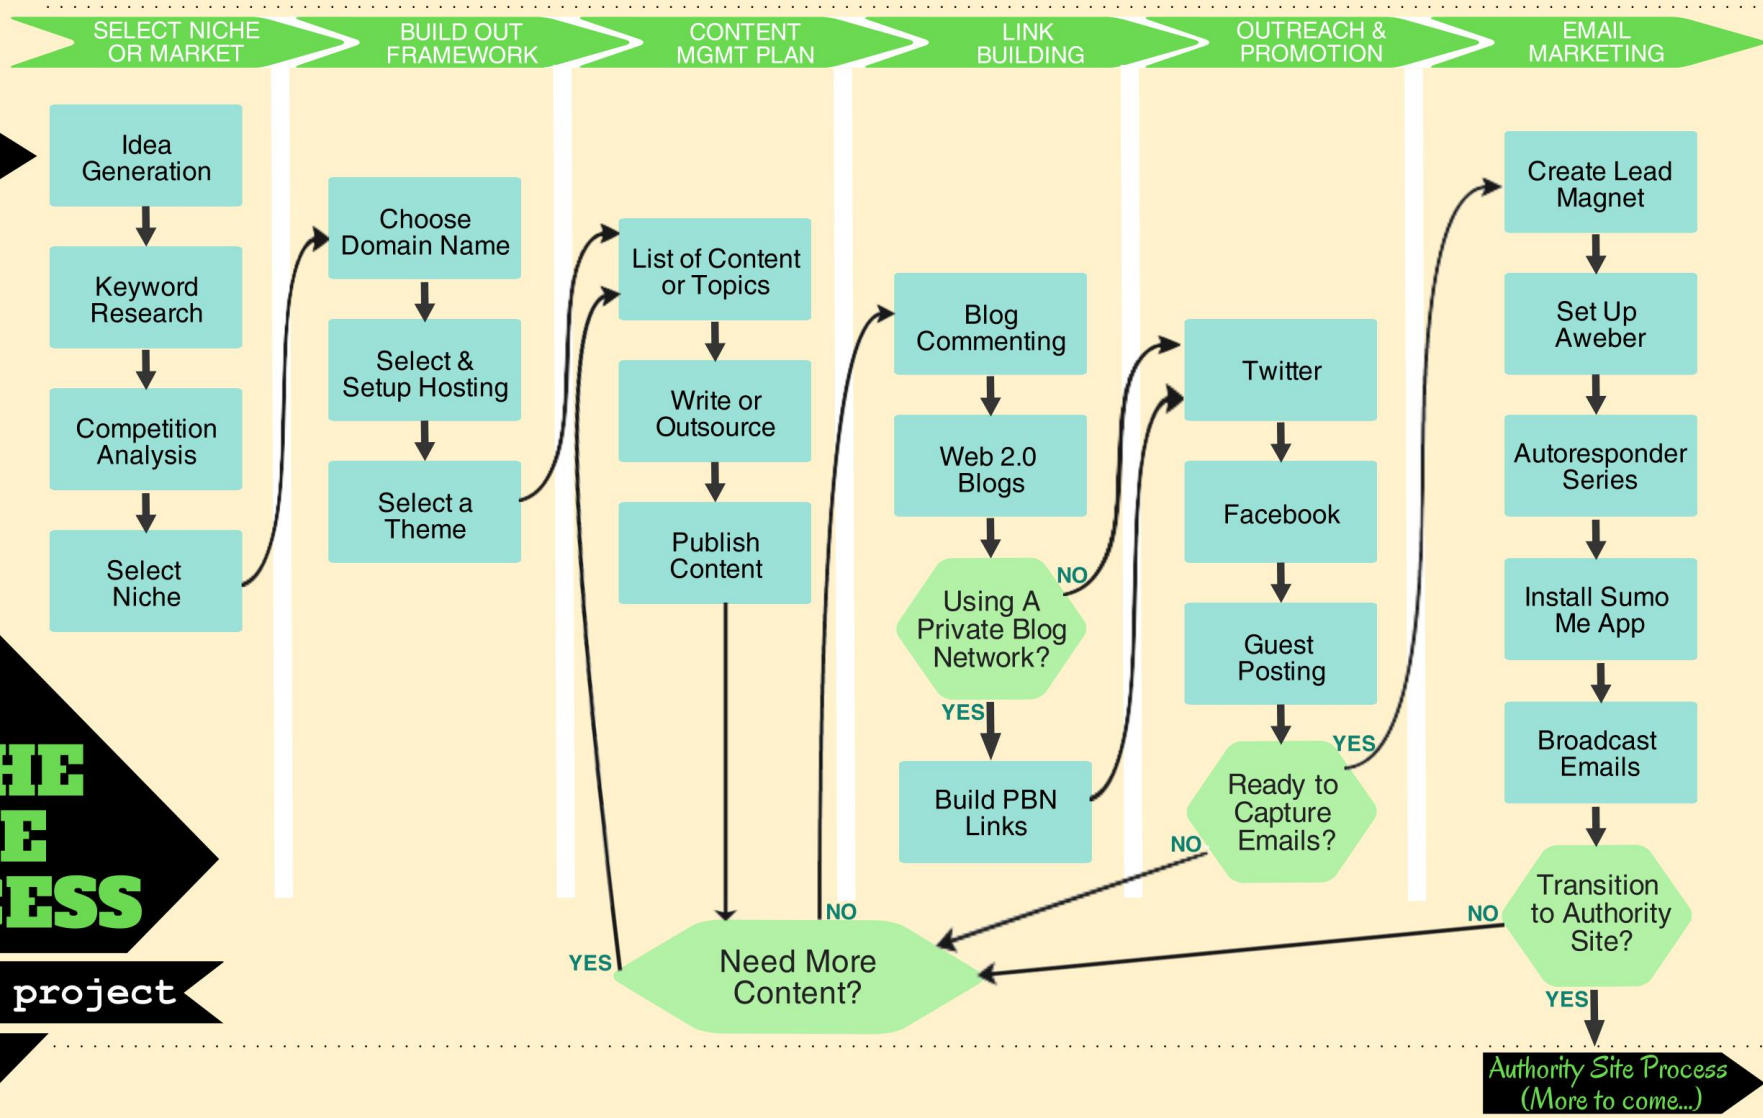 SELECT NICHE
OR MARKET
BUILD OUT
FRAMEWORK
CONTENT
MGMT PLAN
LINK
BUILDING
OUTREACH &
PROMOTION
EMAIL
MARKETING
Idea
Generation
Keyword
Research
Competition
Analysis
Select
Niche
Choose
Domain Name
Select &
Setup Hosting
Select a
Theme
List of Content
or Topics
Write or
Outsource
Publish
Content
Need More
Content?
YES
NO
Blog
Commenting
Web 2.0
Blogs
Using A
Private Blog
Network?
NO
YES
Build PBN
Links
Twitter
Facebook
Guest
Posting
Ready to
Capture
Emails?
YES
NO
Create Lead
Magnet
Set Up
Aweber
Autoresponder
Series
Install Sumo
Me App
Broadcast
Emails
Transition
to Authority
Site?
NO
YES
Authority Site Process
(More to come...)
HE
E
ESS
project